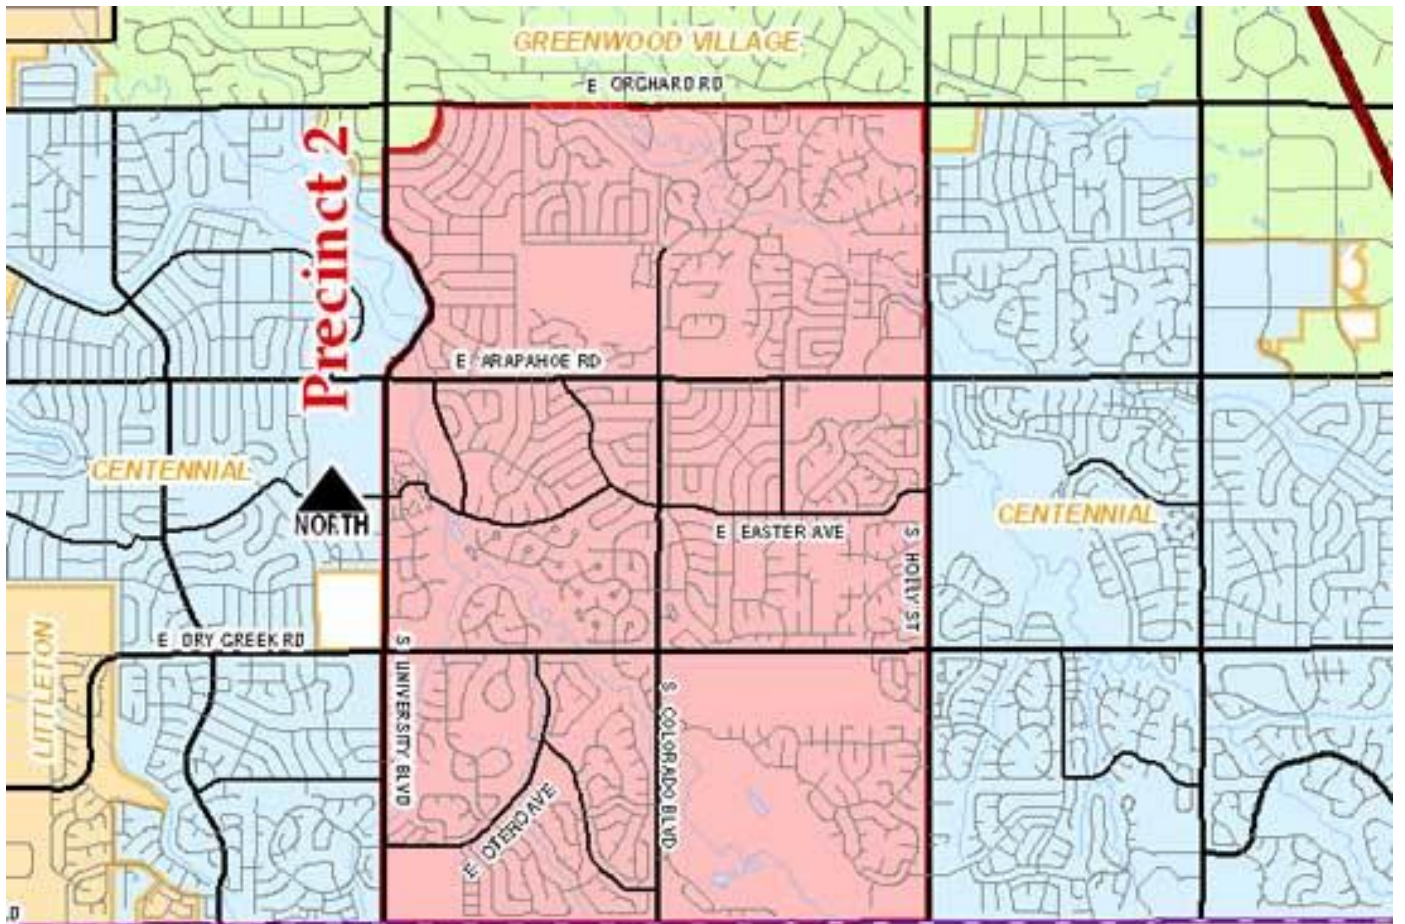 GREENWOOD VILLAGE
E ORCHARD RD
Precinct 2
E ARAPAHOE RD
CENTENNIAL
NORTH
E EASTER AVE
CENTENNIAL
S HOLLY ST
E DRY CREEK RD
LITTLETON
S UNIVERSITY BLVD
S COLORADO BLVD
E OTERO AVE
D